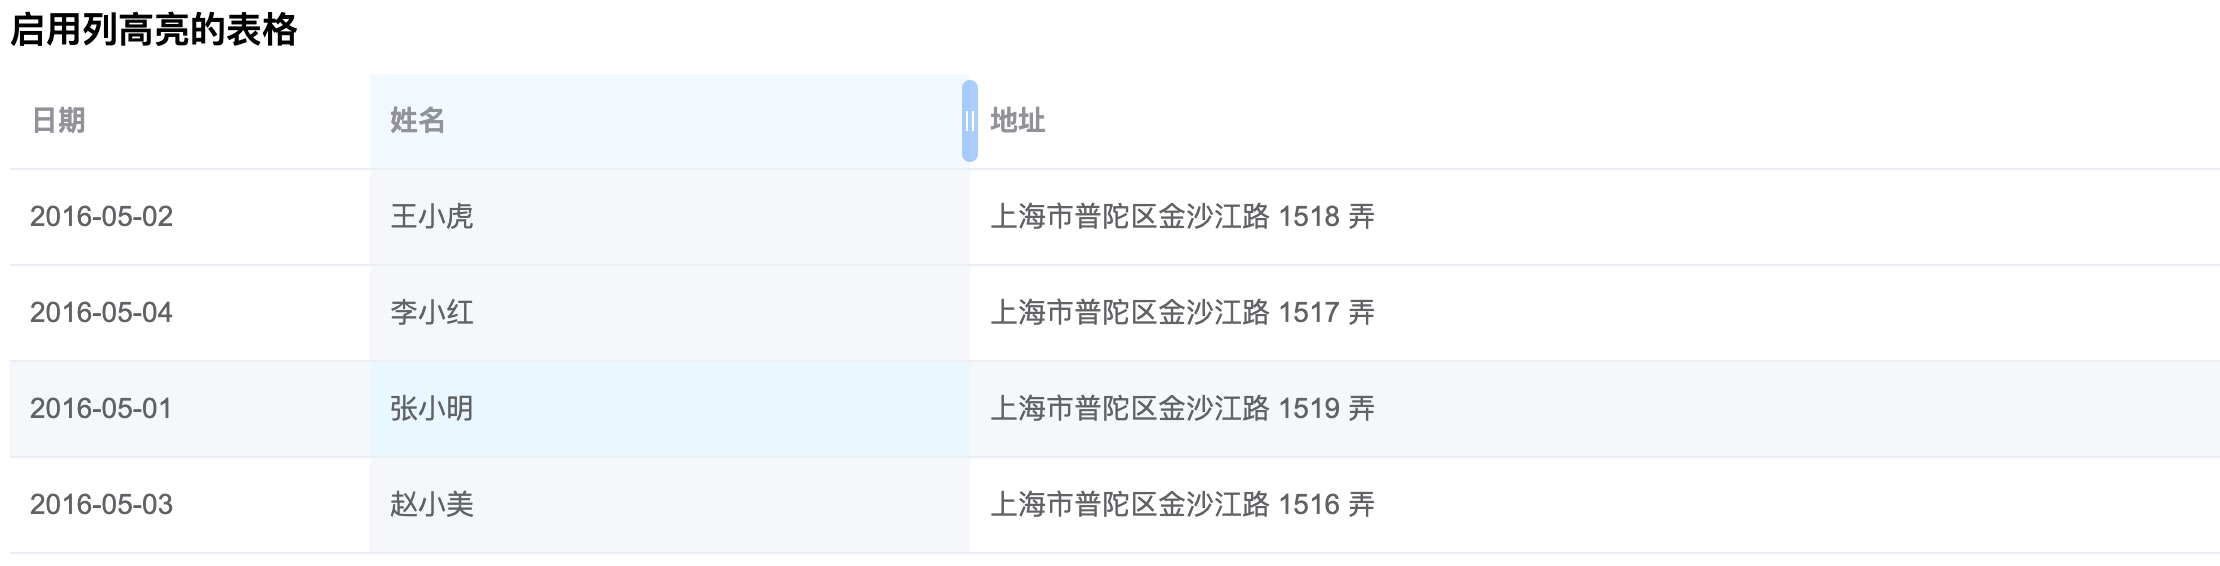 启用列高亮的表格
日期 姓名 地址
2016-05-02 王小虎 上海市普陀区金沙江路 1518 弄
2016-05-04 李小红 上海市普陀区金沙江路 1517 弄
2016-05-01 张小明 上海市普陀区金沙江路 1519 弄
2016-05-03 赵小美 上海市普陀区金沙江路 1516 弄